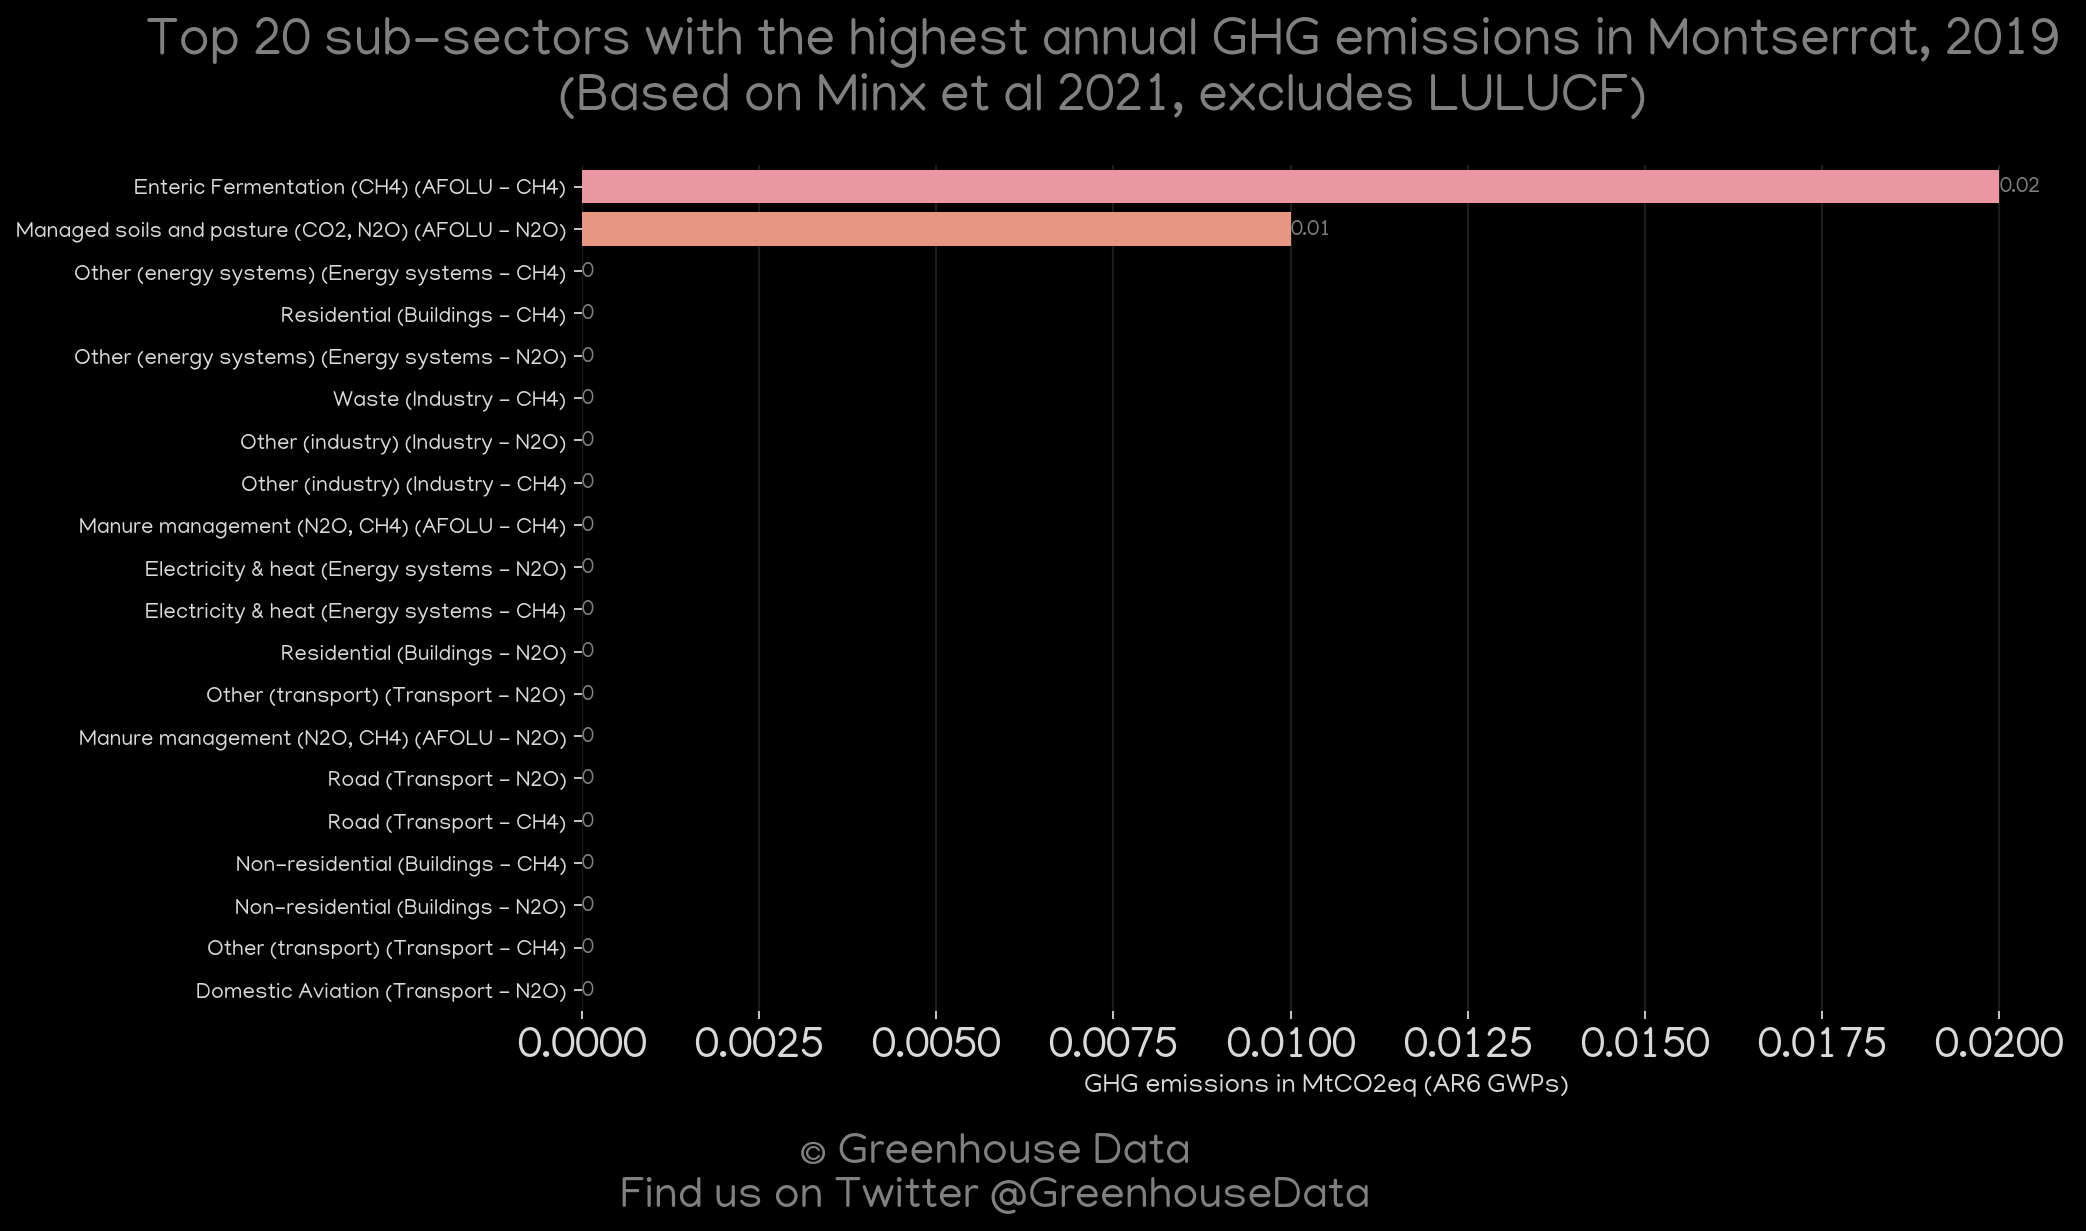 Top 20 sub-sectors with the highest annual GHG emissions in Montserrat, 2019
(Based on Minx et al 2021, excludes LULUCF)
Enteric Fermentation (CH4) (AFOLU - CH4) 0.02
Managed soils and pasture (CO2, N2O) (AFOLU - N2O) 0.01
Other (energy systems) (Energy systems - CH4) 0
Residential (Buildings - CH4) 0
Other (energy systems) (Energy systems - N2O) 0
Waste (Industry - CH4) 0
Other (industry) (Industry - N2O) 0
Other (industry) (Industry - CH4) 0
Manure management (N2O, CH4) (AFOLU - CH4) 0
Electricity & heat (Energy systems - N2O) 0
Electricity & heat (Energy systems - CH4) 0
Residential (Buildings - N2O) 0
Other (transport) (Transport - N2O) 0
Manure management (N2O, CH4) (AFOLU - N2O) 0
Road (Transport - N2O) 0
Road (Transport - CH4) 0
Non-residential (Buildings - CH4) 0
Non-residential (Buildings - N2O) 0
Other (transport) (Transport - CH4) 0
Domestic Aviation (Transport - N2O) 0
0.0000 0.0025 0.0050 0.0075 0.0100 0.0125 0.0150 0.0175 0.0200
GHG emissions in MtCO2eq (AR6 GWPs)
© Greenhouse Data
Find us on Twitter @GreenhouseData